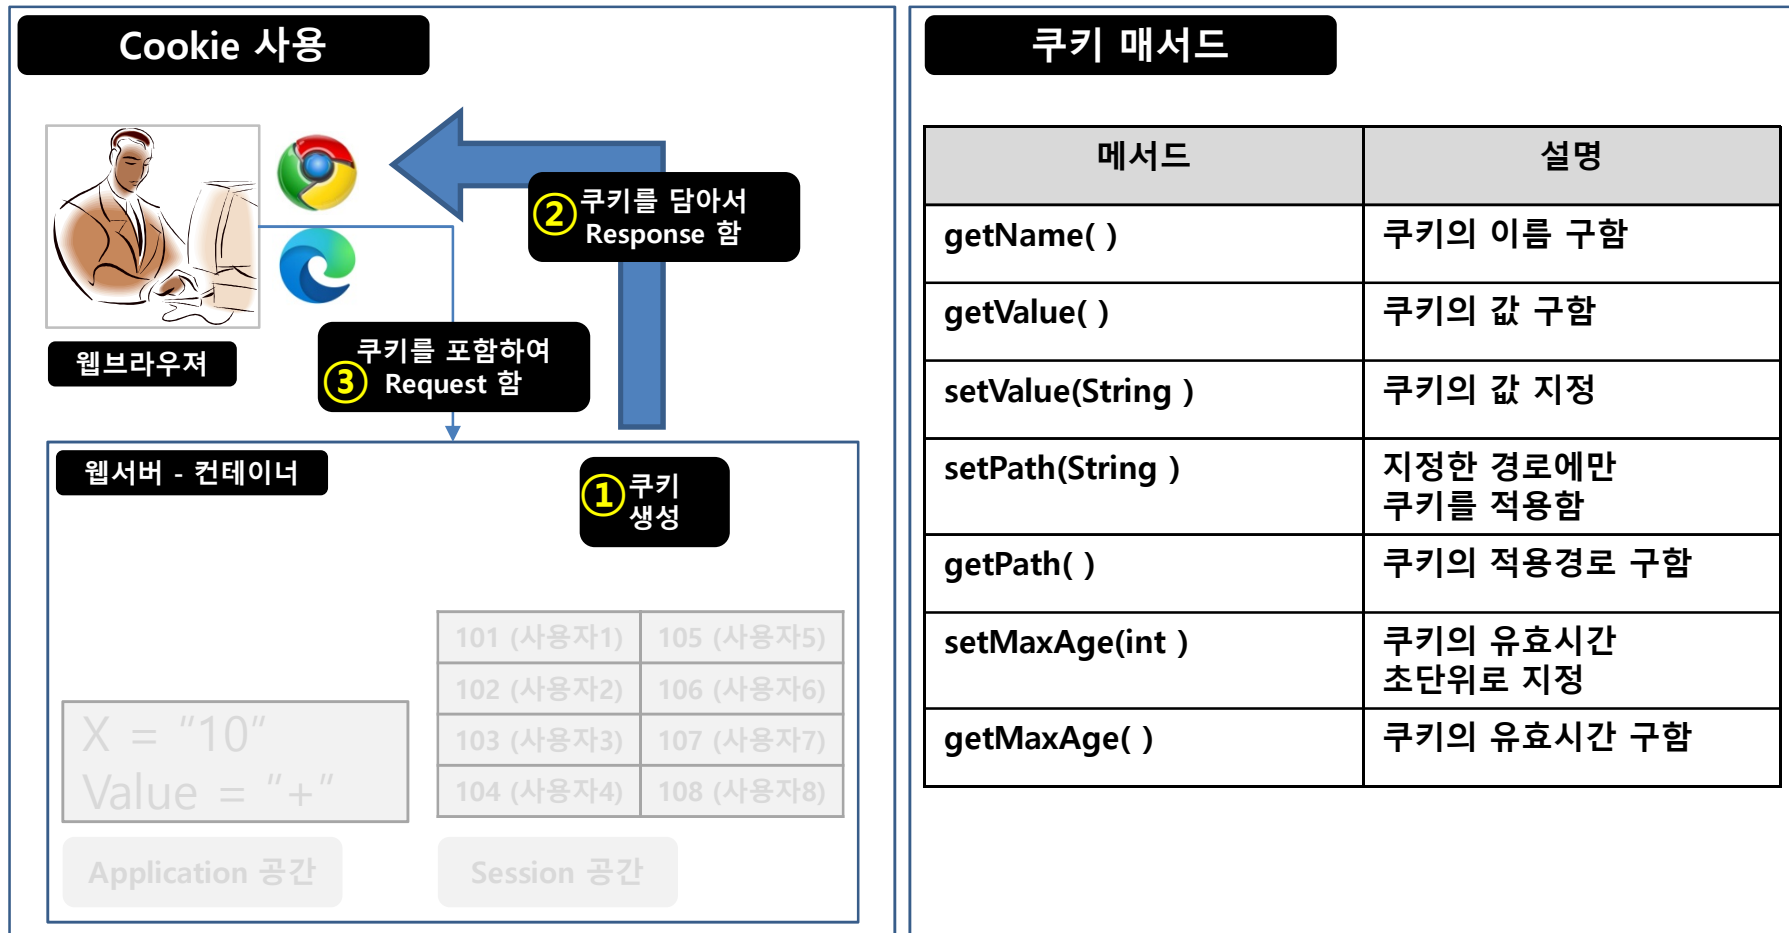 Cookie 사용
② 쿠키를 담아서
Response 함
쿠키를 포함하여
③ Request 함
웹브라우져
웹서버 - 컨테이너
① 쿠키
생성
101 (사용자1) 105 (사용자5)
102 (사용자2) 106 (사용자6)
103 (사용자3) 107 (사용자7)
104 (사용자4) 108 (사용자8)
X = "10"
Value = "+"
Application 공간
Session 공간
쿠키 매서드
메서드 설명
getName( ) 쿠키의 이름 구함
getValue( ) 쿠키의 값 구함
setValue(String ) 쿠키의 값 지정
setPath(String ) 지정한 경로에만
쿠키를 적용함
getPath( ) 쿠키의 적용경로 구함
setMaxAge(int ) 쿠키의 유효시간
초단위로 지정
getMaxAge( ) 쿠키의 유효시간 구함